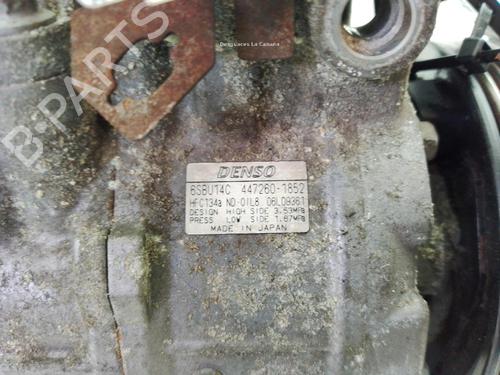 Desguaces La Cabaña
B-PARTS
DENSO
6SBU14C 447260-1852
HFC134a ND-OIL8 06L09361
DESIGN HIGH SIDE 3.53MPa
PRESS LOW SIDE 1.67MPa
MADE IN JAPAN